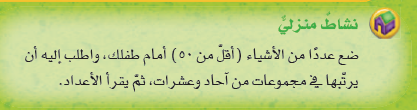 نشاطٌ منزليٌّ
ضع عددًا من الأشياء (أقلّ من ٥٠) أمام طفلك، واطلب إليه أن
يرتّبها في مجموعات من آحاد وعشرات، ثمّ يقرأ الأعداد.